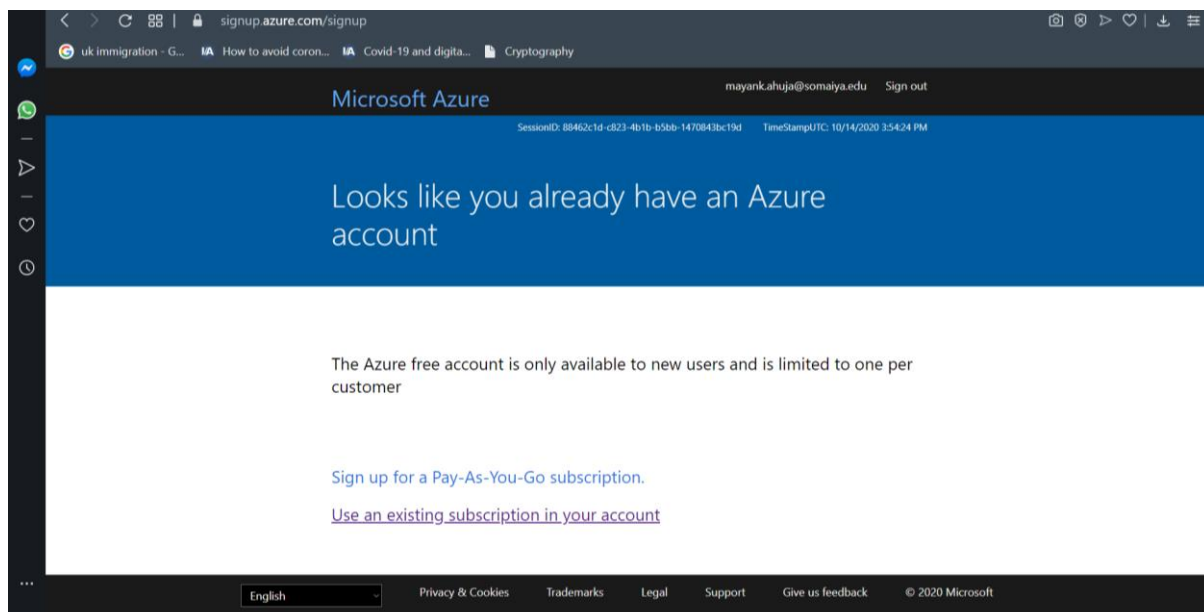 signup.azure.com/signup
uk immigration - G... IA How to avoid coron... IA Covid-19 and digita... Cryptography
Microsoft Azure
mayank.ahuja@somaiya.edu Sign out
SessionID: 88462c1d-c823-4b1b-b5bb-1470843bc19d TimeStampUTC: 10/14/2020 3:54:24 PM
Looks like you already have an Azure
account
The Azure free account is only available to new users and is limited to one per
customer
Sign up for a Pay-As-You-Go subscription.
Use an existing subscription in your account
English Privacy & Cookies Trademarks Legal Support Give us feedback © 2020 Microsoft